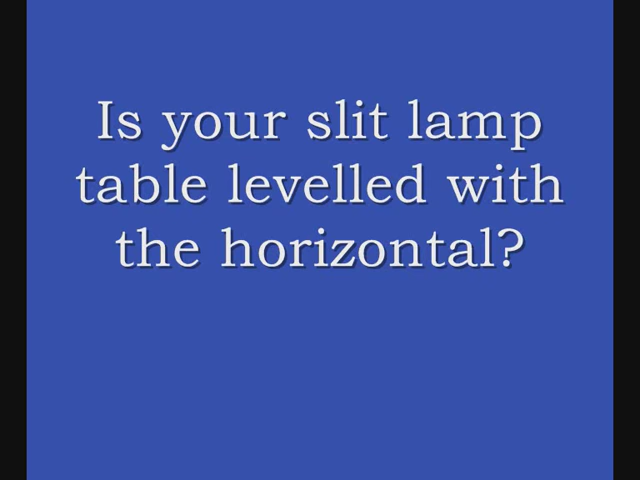 Is your slit lamp
table levelled with
the horizontal?